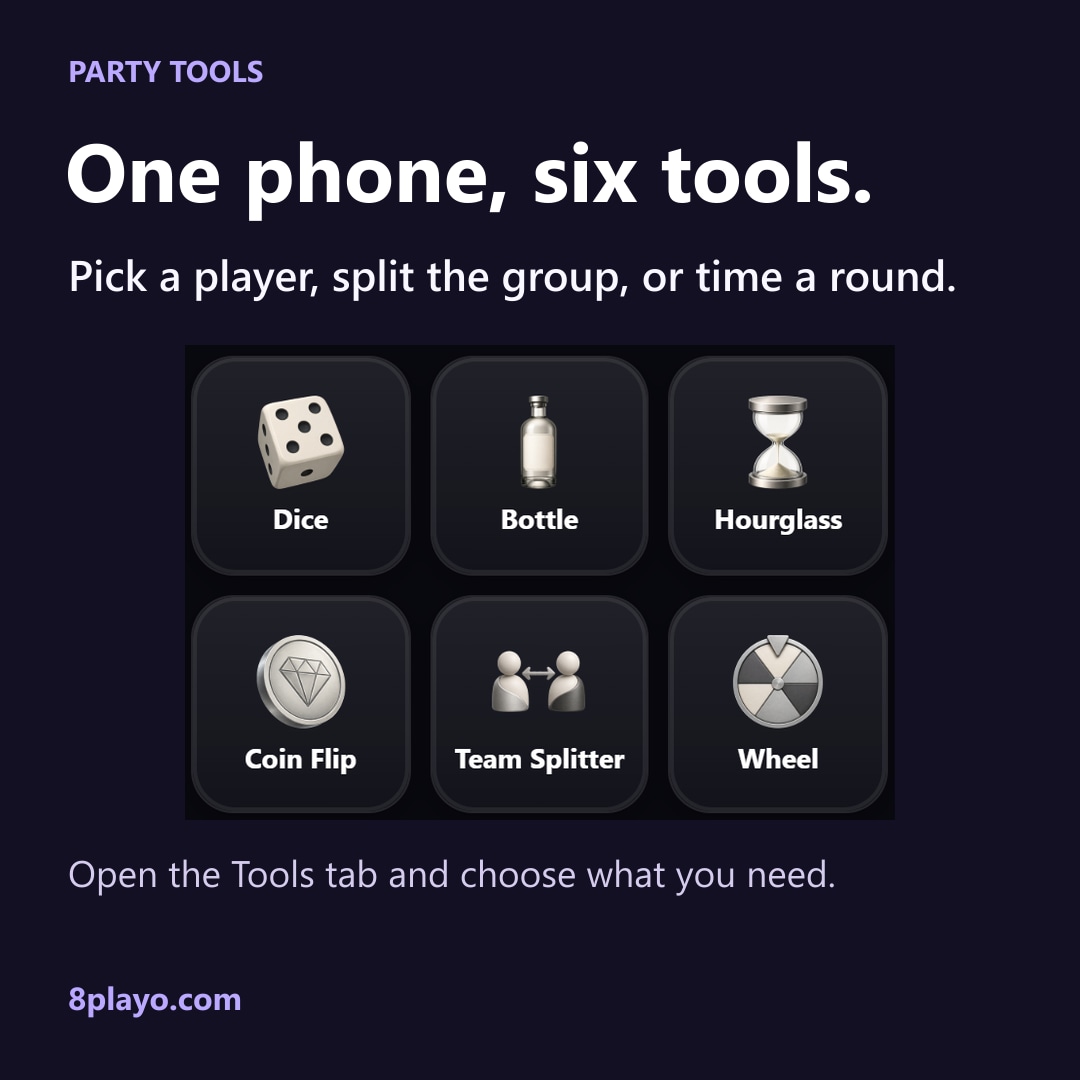 PARTY TOOLS
One phone, six tools.
Pick a player, split the group, or time a round.
Dice
Bottle
Hourglass
Coin Flip
Team Splitter
Wheel
Open the Tools tab and choose what you need.
8playo.com